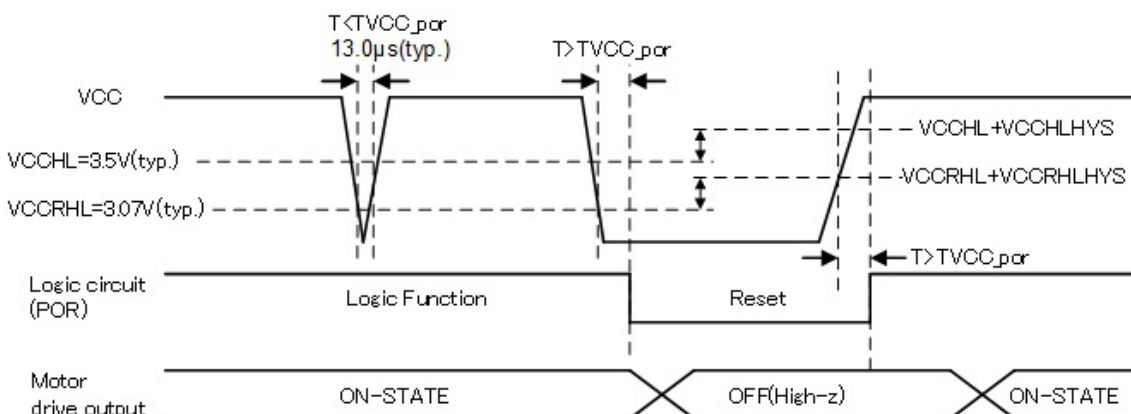 T<TVCC_por
13.0μs(typ.)
T>TVCC_por
VCC
VCCHL+VCCHLHYS
VCCHL=3.5V(typ.)
VCCRHL+VCCRHLHYS
VCCRHL=3.07V(typ.)
T>TVCC_por
Logic circuit
(POR)
Logic Function
Reset
Motor
drive output
ON-STATE
OFF(High-z)
ON-STATE